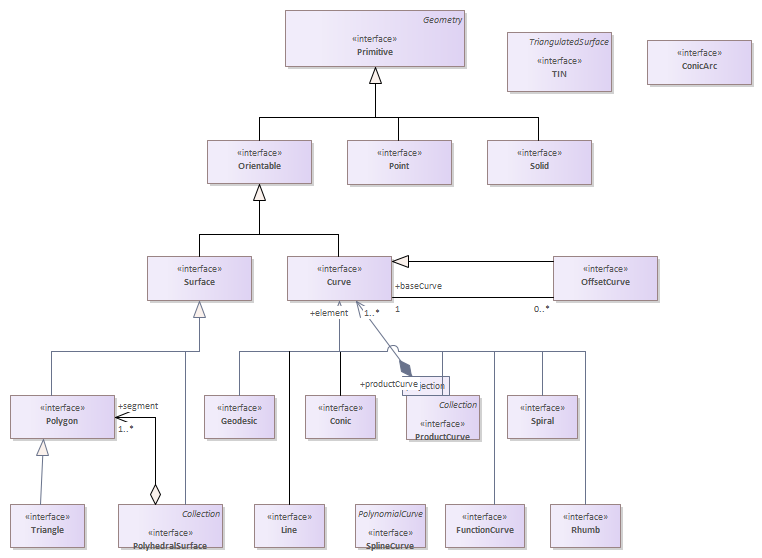 Geometry
«interface»
Primitive
TriangulatedSurface
«interface»
TIN
«interface»
ConicArc
«interface»
Orientable
«interface»
Point
«interface»
Solid
«interface»
Surface
«interface»
Curve
«interface»
OffsetCurve
+baseCurve
1
0..*
+element
1..*
+productCurve
jection
«interface»
Polygon
+segment
1..*
«interface»
Geodesic
«interface»
Conic
Collection
«interface»
ProductCurve
«interface»
Spiral
«interface»
Triangle
Collection
«interface»
PolyhedralSurface
«interface»
Line
PolynomialCurve
«interface»
SplineCurve
«interface»
FunctionCurve
«interface»
Rhumb